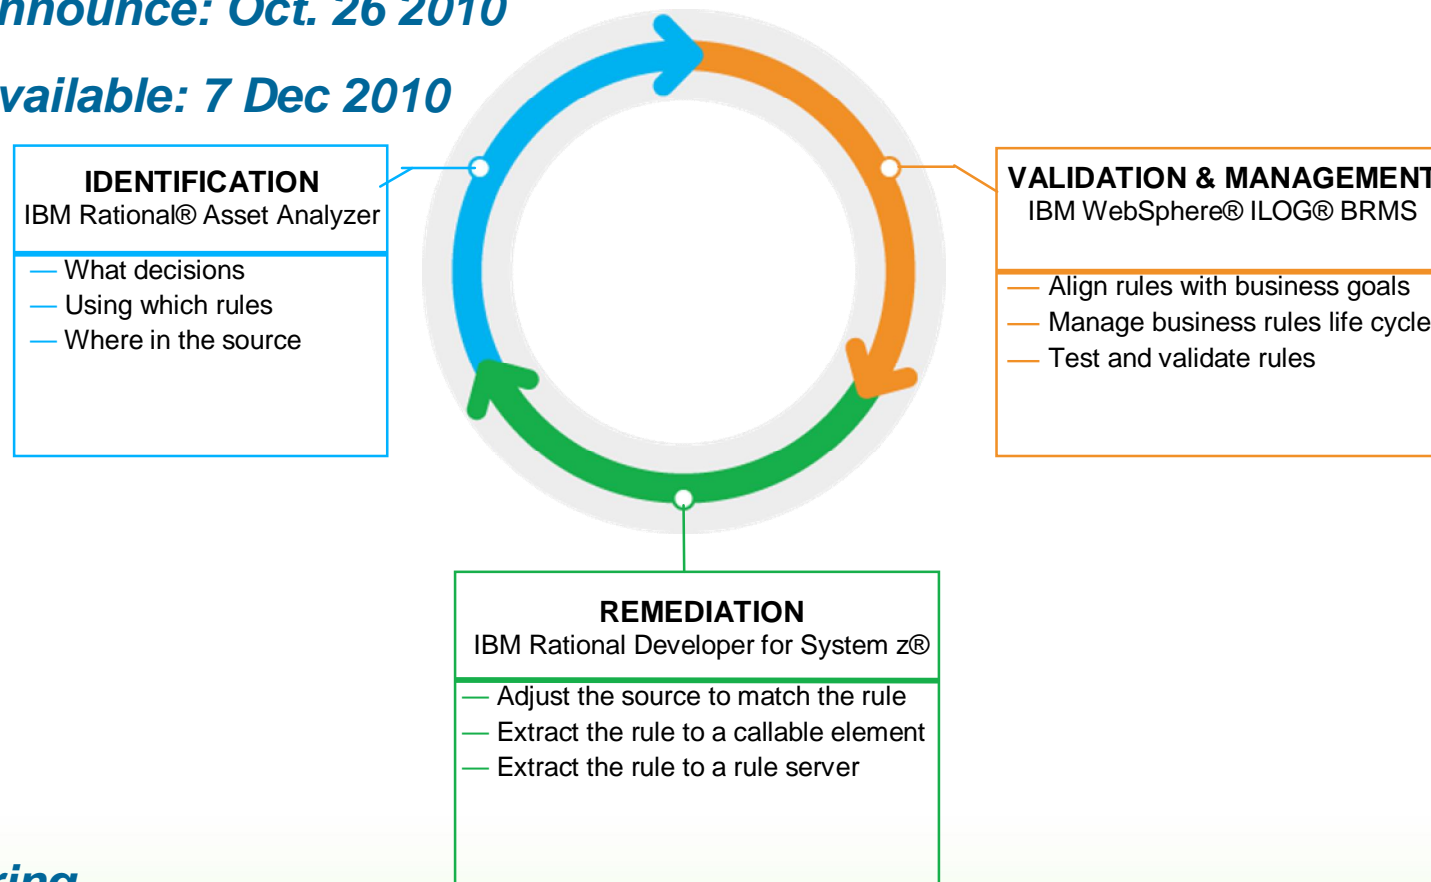 nnounce: Oct. 26 2010
vailable: 7 Dec 2010
IDENTIFICATION
IBM Rational® Asset Analyzer
— What decisions
— Using which rules
— Where in the source
VALIDATION & MANAGEMENT
IBM WebSphere® ILOG® BRMS
— Align rules with business goals
— Manage business rules life cycle
— Test and validate rules
REMEDIATION
IBM Rational Developer for System z®
— Adjust the source to match the rule
— Extract the rule to a callable element
— Extract the rule to a rule server
ring